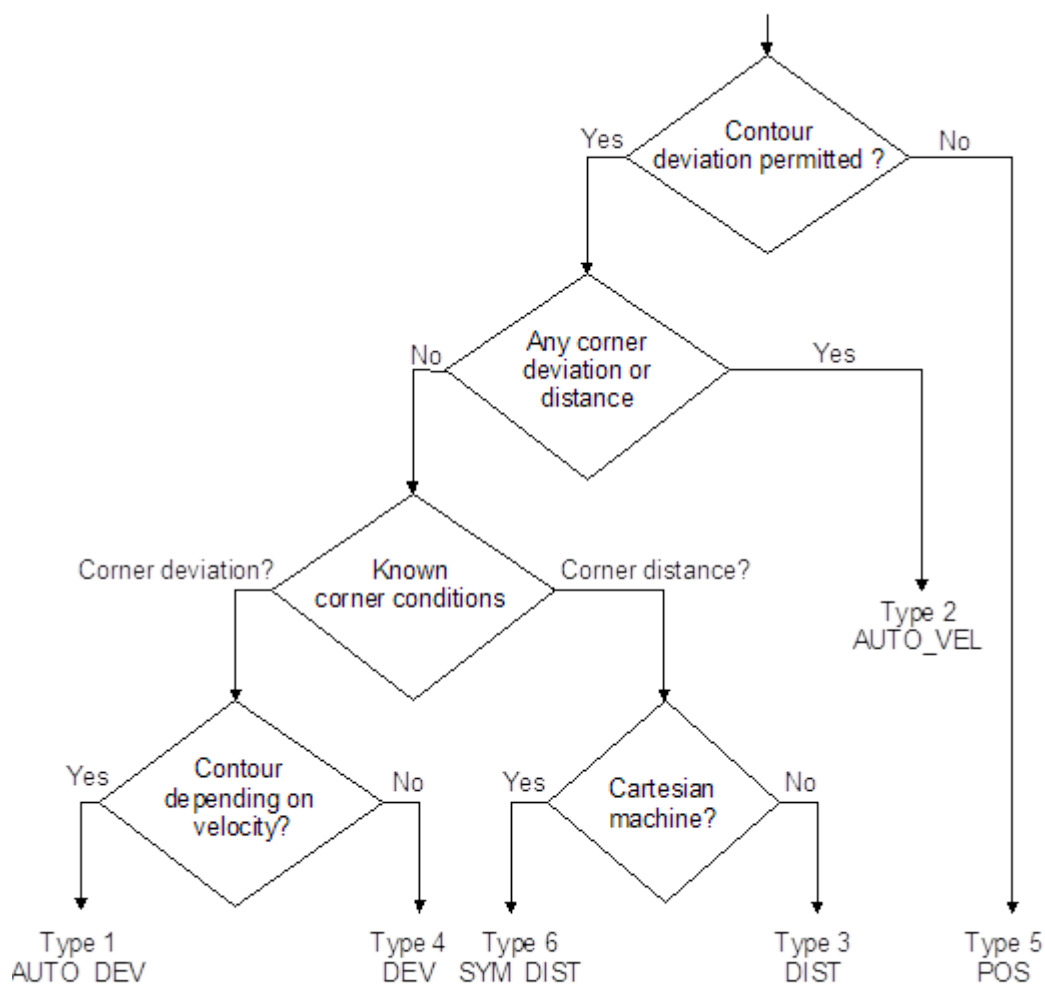 Contour
deviation permitted ?
Yes
No
Any corner
deviation or
distance
No
Yes
Known
corner conditions
Corner deviation?
Corner distance?
Type 2
AUTO_VEL
Contour
depending on
velocity?
Yes
No
Cartesian
machine?
Yes
No
Type 1
AUTO_DEV
Type 4
DEV
Type 6
SYM_DIST
Type 3
DIST
Type 5
POS